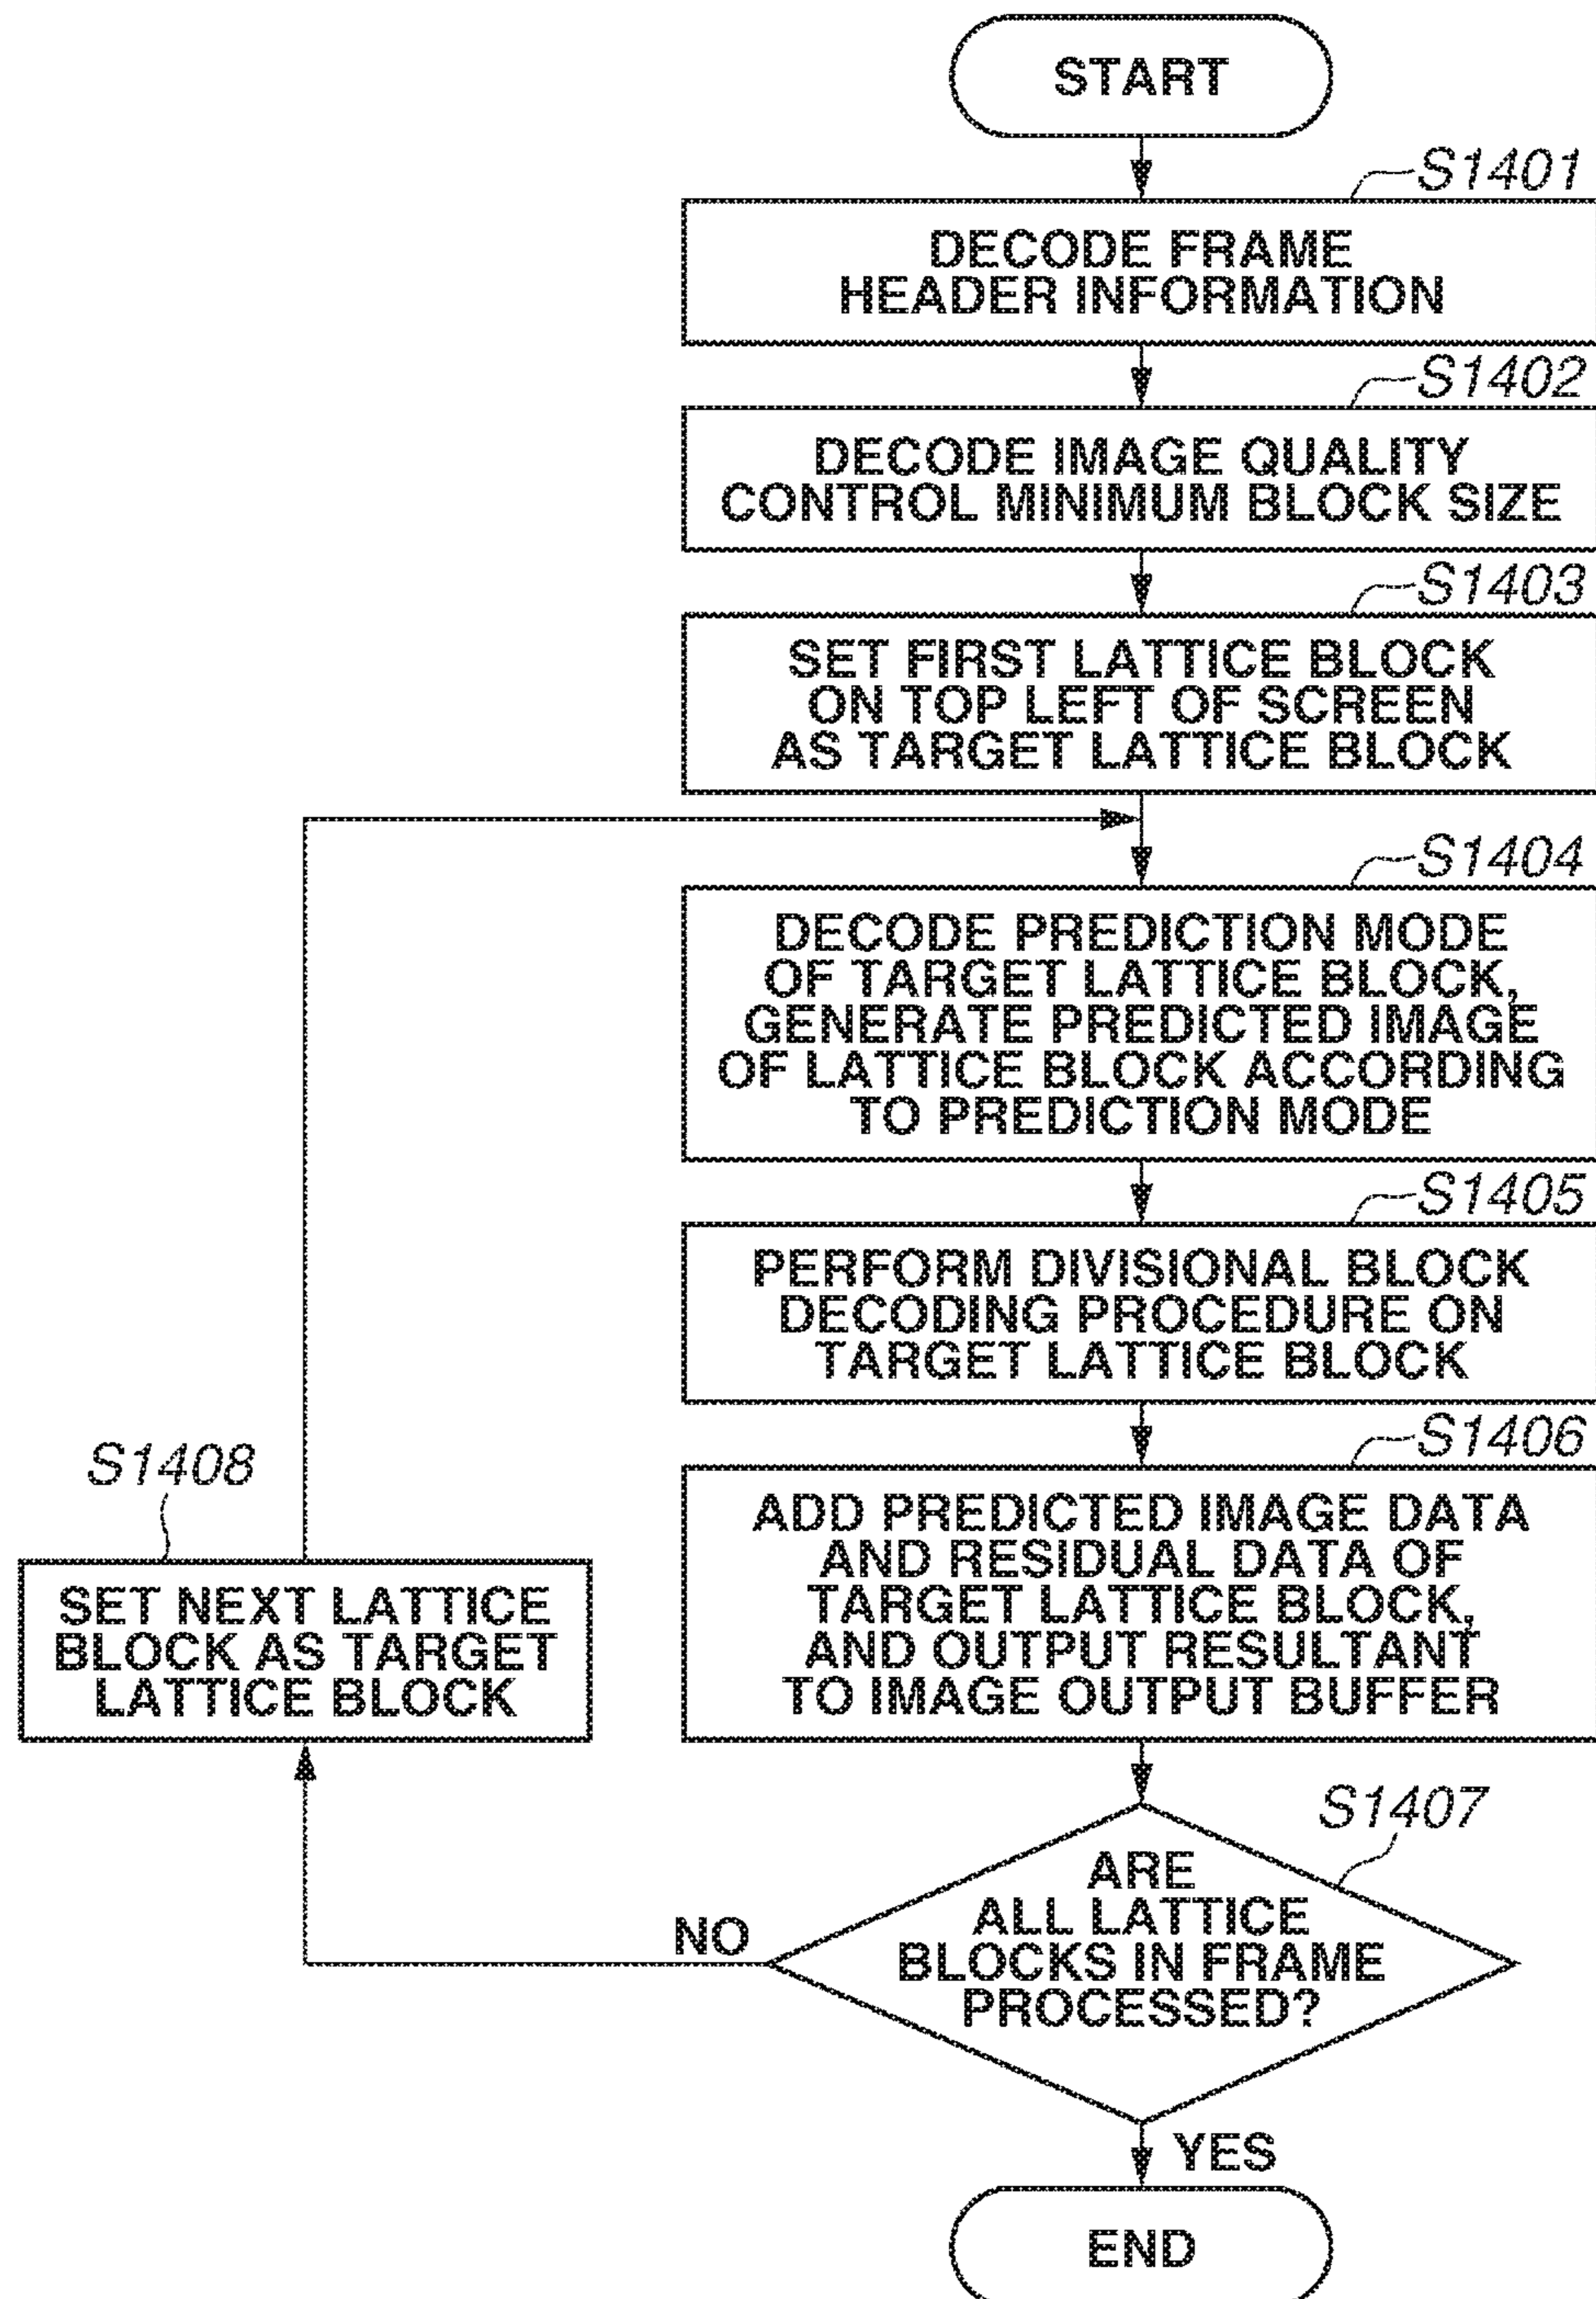 START
S1401
DECODE FRAME
HEADER INFORMATION
S1402
DECODE IMAGE QUALITY
CONTROL MINIMUM BLOCK SIZE
S1403
SET FIRST LATTICE BLOCK
ON TOP LEFT OF SCREEN
AS TARGET LATTICE BLOCK
S1404
DECODE PREDICTION MODE
OF TARGET LATTICE BLOCK,
GENERATE PREDICTED IMAGE
OF LATTICE BLOCK ACCORDING
TO PREDICTION MODE
S1405
PERFORM DIVISIONAL BLOCK
DECODING PROCEDURE ON
TARGET LATTICE BLOCK
S1406
ADD PREDICTED IMAGE DATA
AND RESIDUAL DATA OF
TARGET LATTICE BLOCK,
AND OUTPUT RESULTANT
TO IMAGE OUTPUT BUFFER
S1408
SET NEXT LATTICE
BLOCK AS TARGET
LATTICE BLOCK
S1407
ARE
ALL LATTICE
BLOCKS IN FRAME
PROCESSED?
NO
YES
END